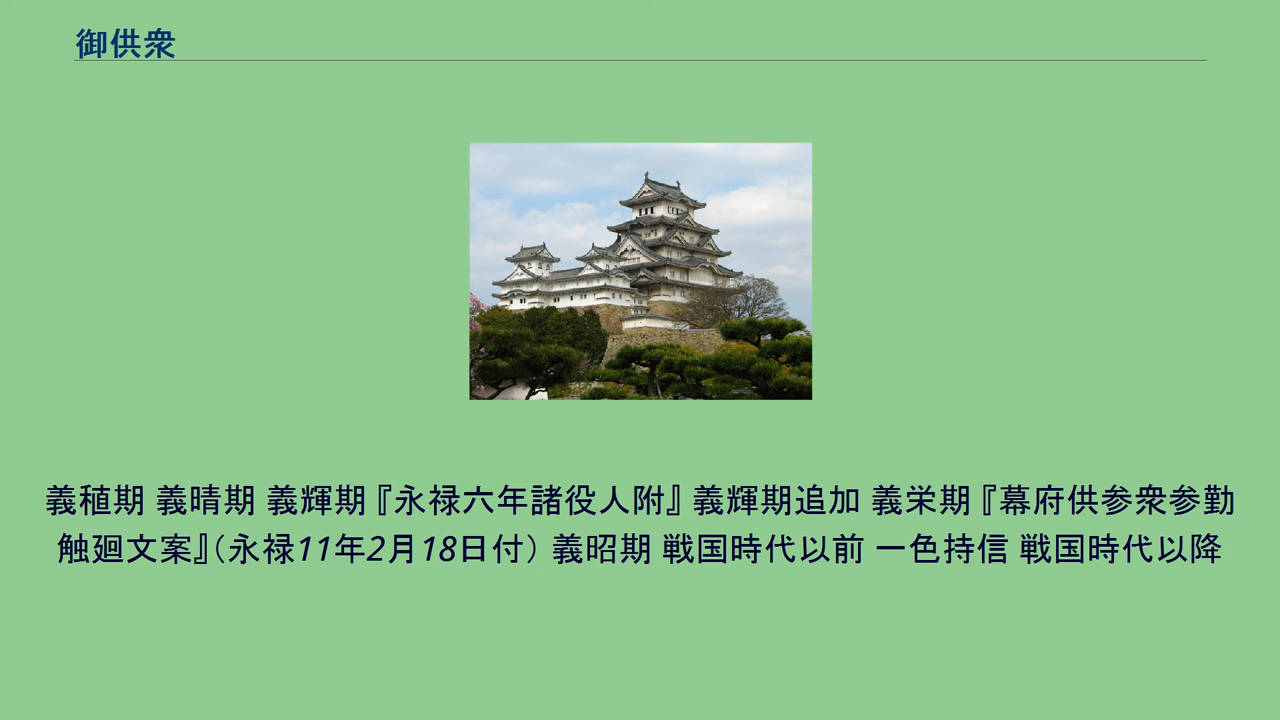 御供衆
義稙期 義晴期 義輝期『永禄六年諸役人附』 義輝期追加 義栄期『幕府供参衆参勤
触廻文案』（永禄11年2月18日付） 義昭期 戦国時代以前 一色持信 戦国時代以降